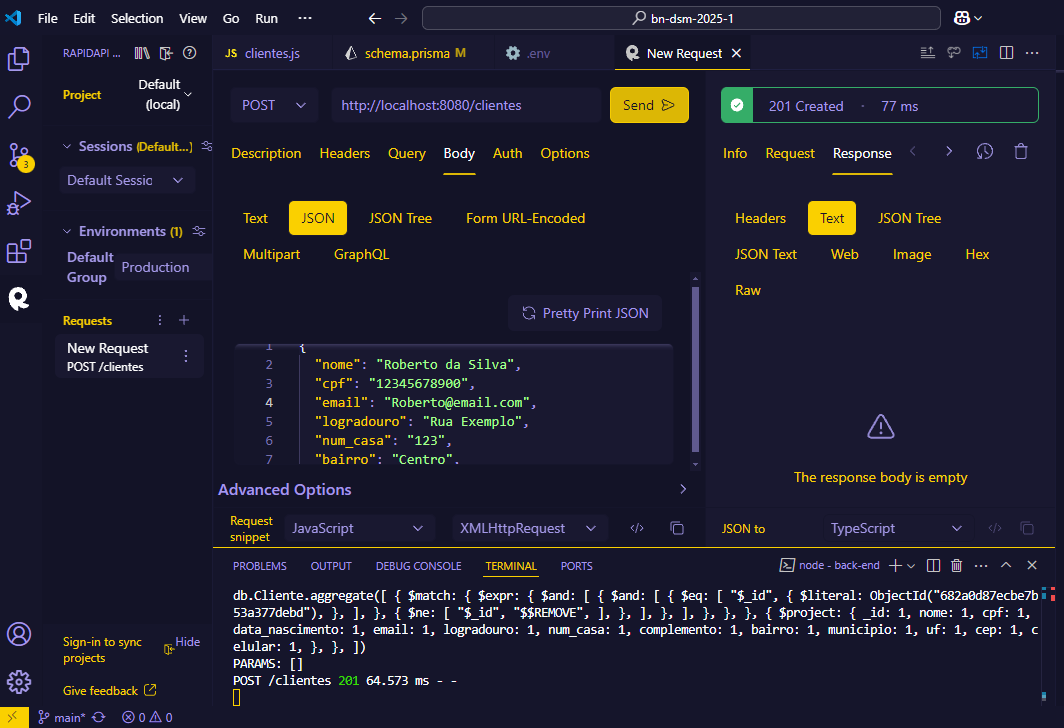 File Edit Selection View Go Run ··· bn-dsm-2025-1
RAPIDAPI ...
JS clientes.js schema.prisma M .env New Request
Project Default (local)
POST http://localhost:8080/clientes Send
201 Created · 77 ms
Sessions (Default...)
Default Sessic
Environments (1)
Default Group Production
Requests
New Request
POST /clientes
Description Headers Query Body Auth Options
Text JSON JSON Tree Form URL-Encoded
Multipart GraphQL
Pretty Print JSON
1 {
2 "nome": "Roberto da Silva",
3 "cpf": "12345678900",
4 "email": "Roberto@email.com",
5 "logradouro": "Rua Exemplo",
6 "num_casa": "123",
7 "bairro": "Centro",
Advanced Options
Request snippet JavaScript XMLHttpRequest
Info Request Response
Headers Text JSON Tree
JSON Text Web Image Hex
Raw
The response body is empty
JSON to TypeScript
PROBLEMS OUTPUT DEBUG CONSOLE TERMINAL PORTS node - back-end
db.Cliente.aggregate([ { $match: { $expr: { $and: [ { $and: [ { $eq: [ "$_id", { $literal: ObjectId("682a0d87ecbe7b
53a377debd"), }, ], }, { $ne: [ "$_id", "$$REMOVE", ], }, ], }, ], }, }, }, { $project: { _id: 1, nome: 1, cpf: 1,
data_nascimento: 1, email: 1, logradouro: 1, num_casa: 1, complemento: 1, bairro: 1, municipio: 1, uf: 1, cep: 1, c
elular: 1, }, }, ])
PARAMS: []
POST /clientes 201 64.573 ms - -
3
Sign-in to sync projects Hide
Give feedback
main* 0 0